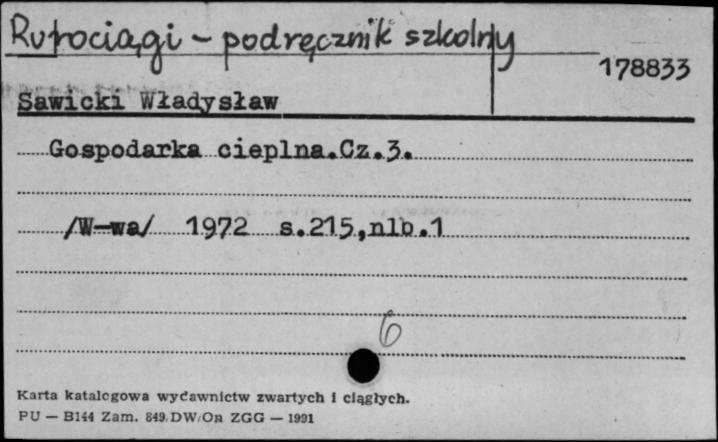 Rurociągi - podręcznik szkolny
178833
Sawicki Władysław
Gospodarka cieplna.Cz.3.
/W-wa/ 1972 s.215,nlb.1
6
Karta katalogowa wydawnictw zwartych i ciągłych.
PU — B144 Zam. 849.DW/On ZGG — 1991